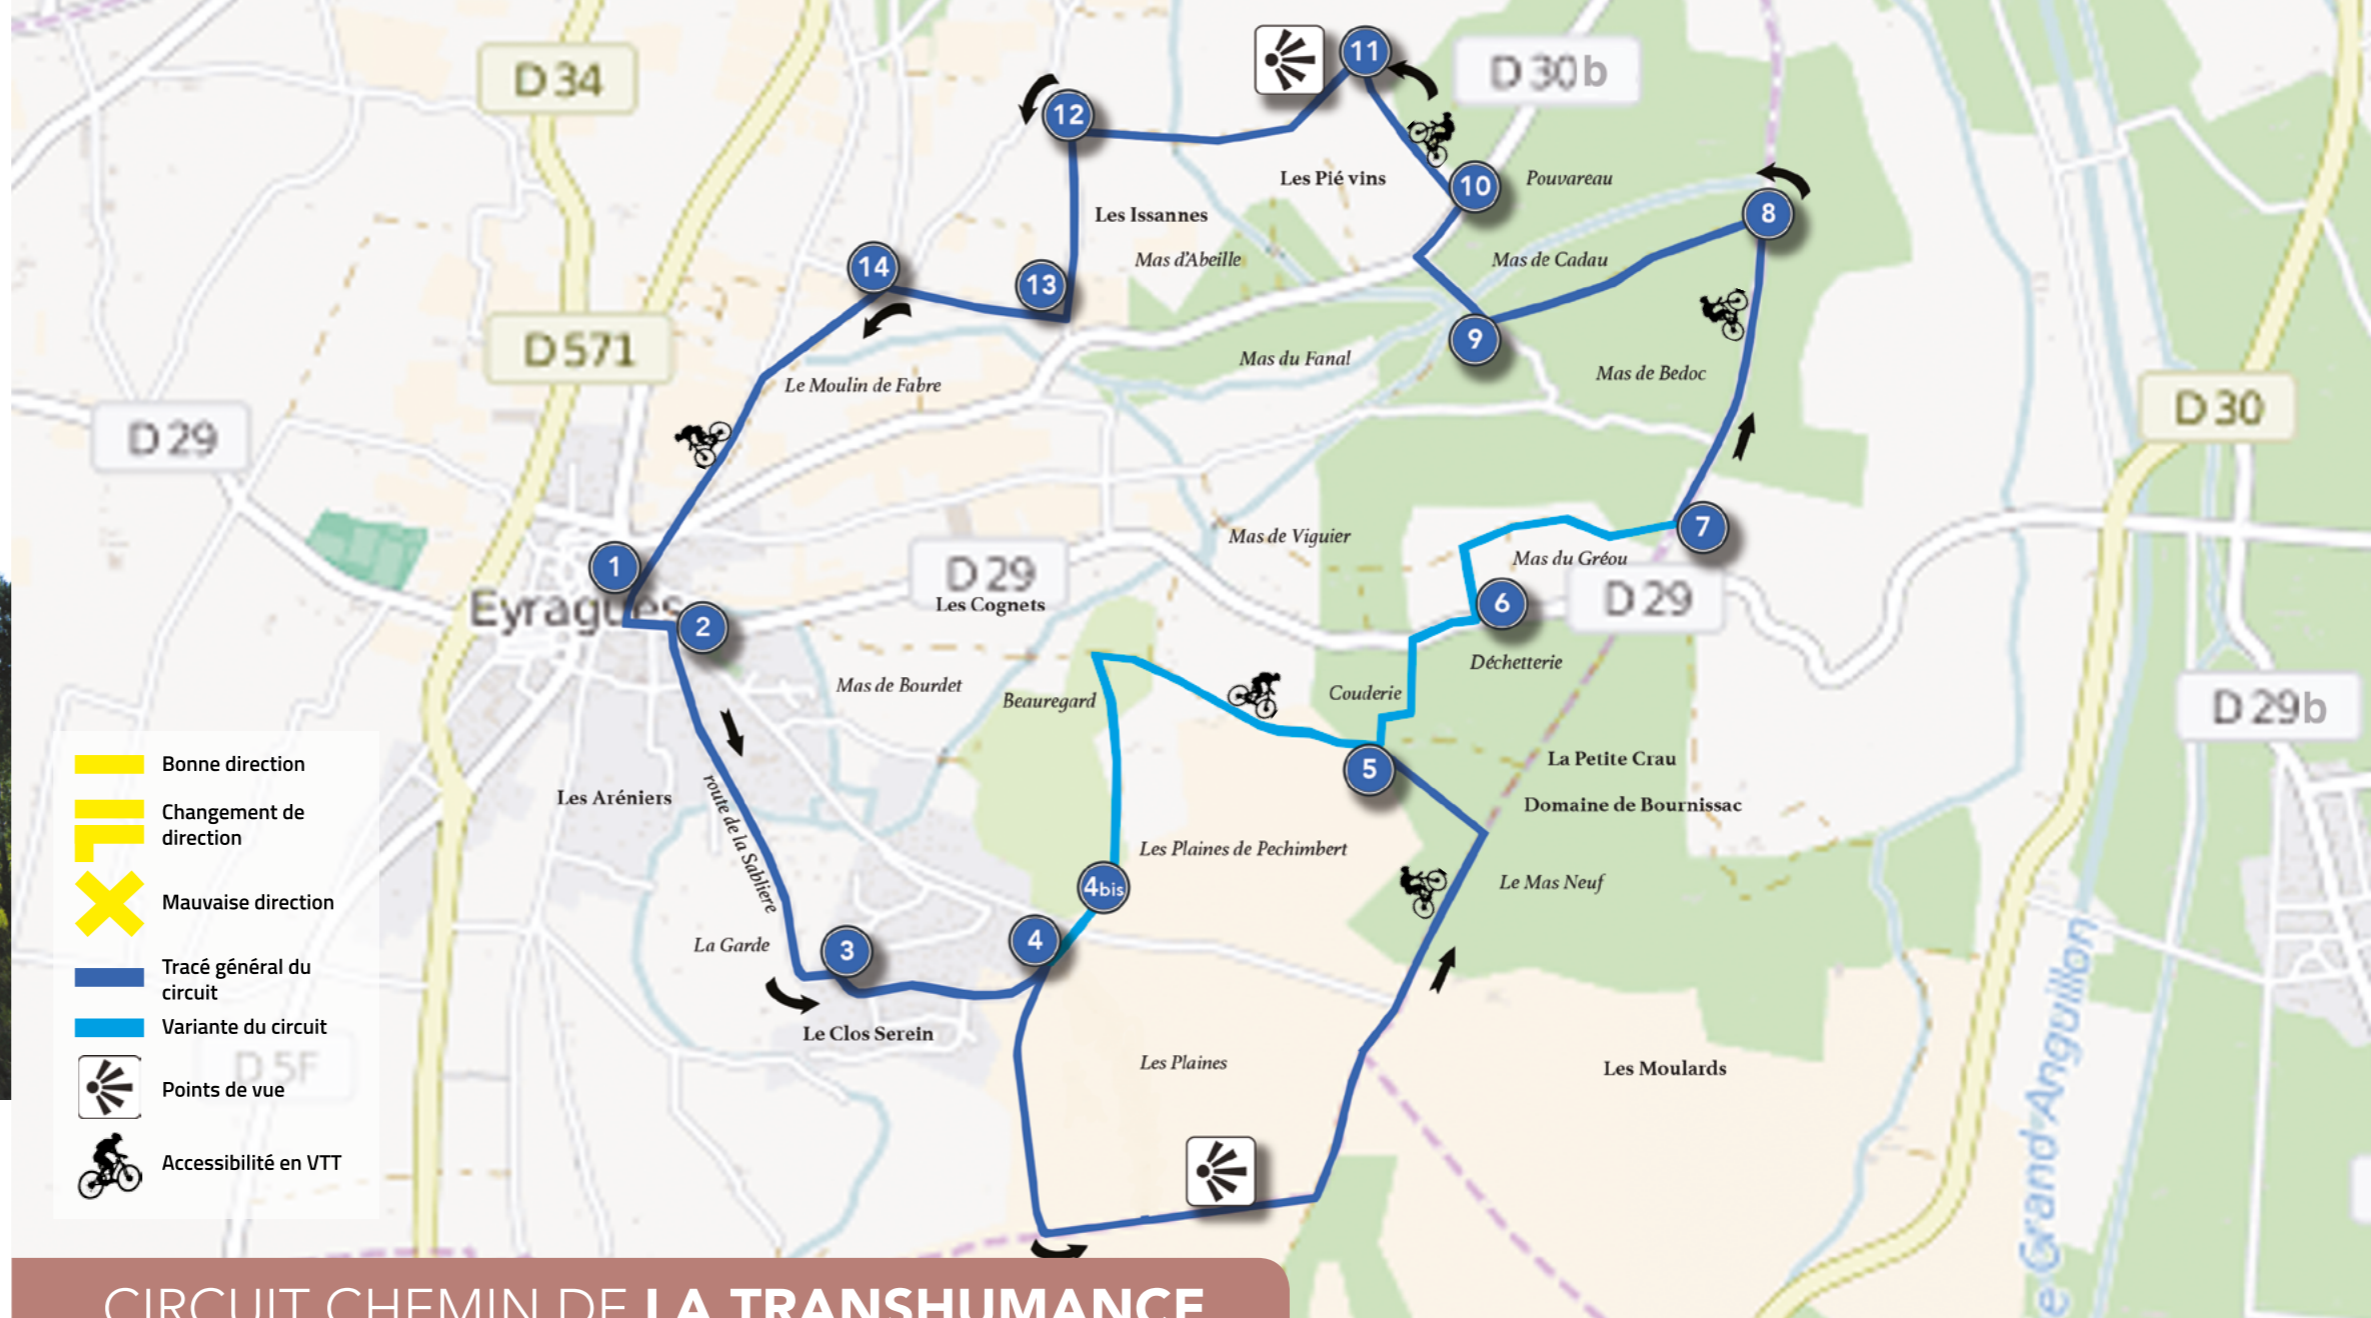 11
D 30b
D 34
12
10
Les Pié vins
Pouvareau
8
Les Issannes
Mas d'Abeille
Mas de Cadau
14
13
D 571
9
Mas du Fanal
Mas de Bedoc
Le Moulin de Fabre
D 30
D 29
7
Mas de Viguier
Mas du Gréou
1
D 29
Les Cognets
6
D 29
Eyragues
2
Déchetterie
Mas de Bourdet
Beauregard
Couderie
D 29b
5
La Petite Crau
Domaine de Bournissac
Les Aréniers
route de la Sabliere
Les Plaines de Pechimbert
4bis
Le Mas Neuf
La Garde
3
4
Le Clos Serein
Les Plaines
Les Moulards
e Grand Anguillon
Bonne direction
Changement de
direction
Mauvaise direction
Tracé général du
circuit
Variante du circuit
D 5F
Points de vue
Accessibilité en VTT
CIRCUIT CHEMIN DE LA TRANSHUMANCE